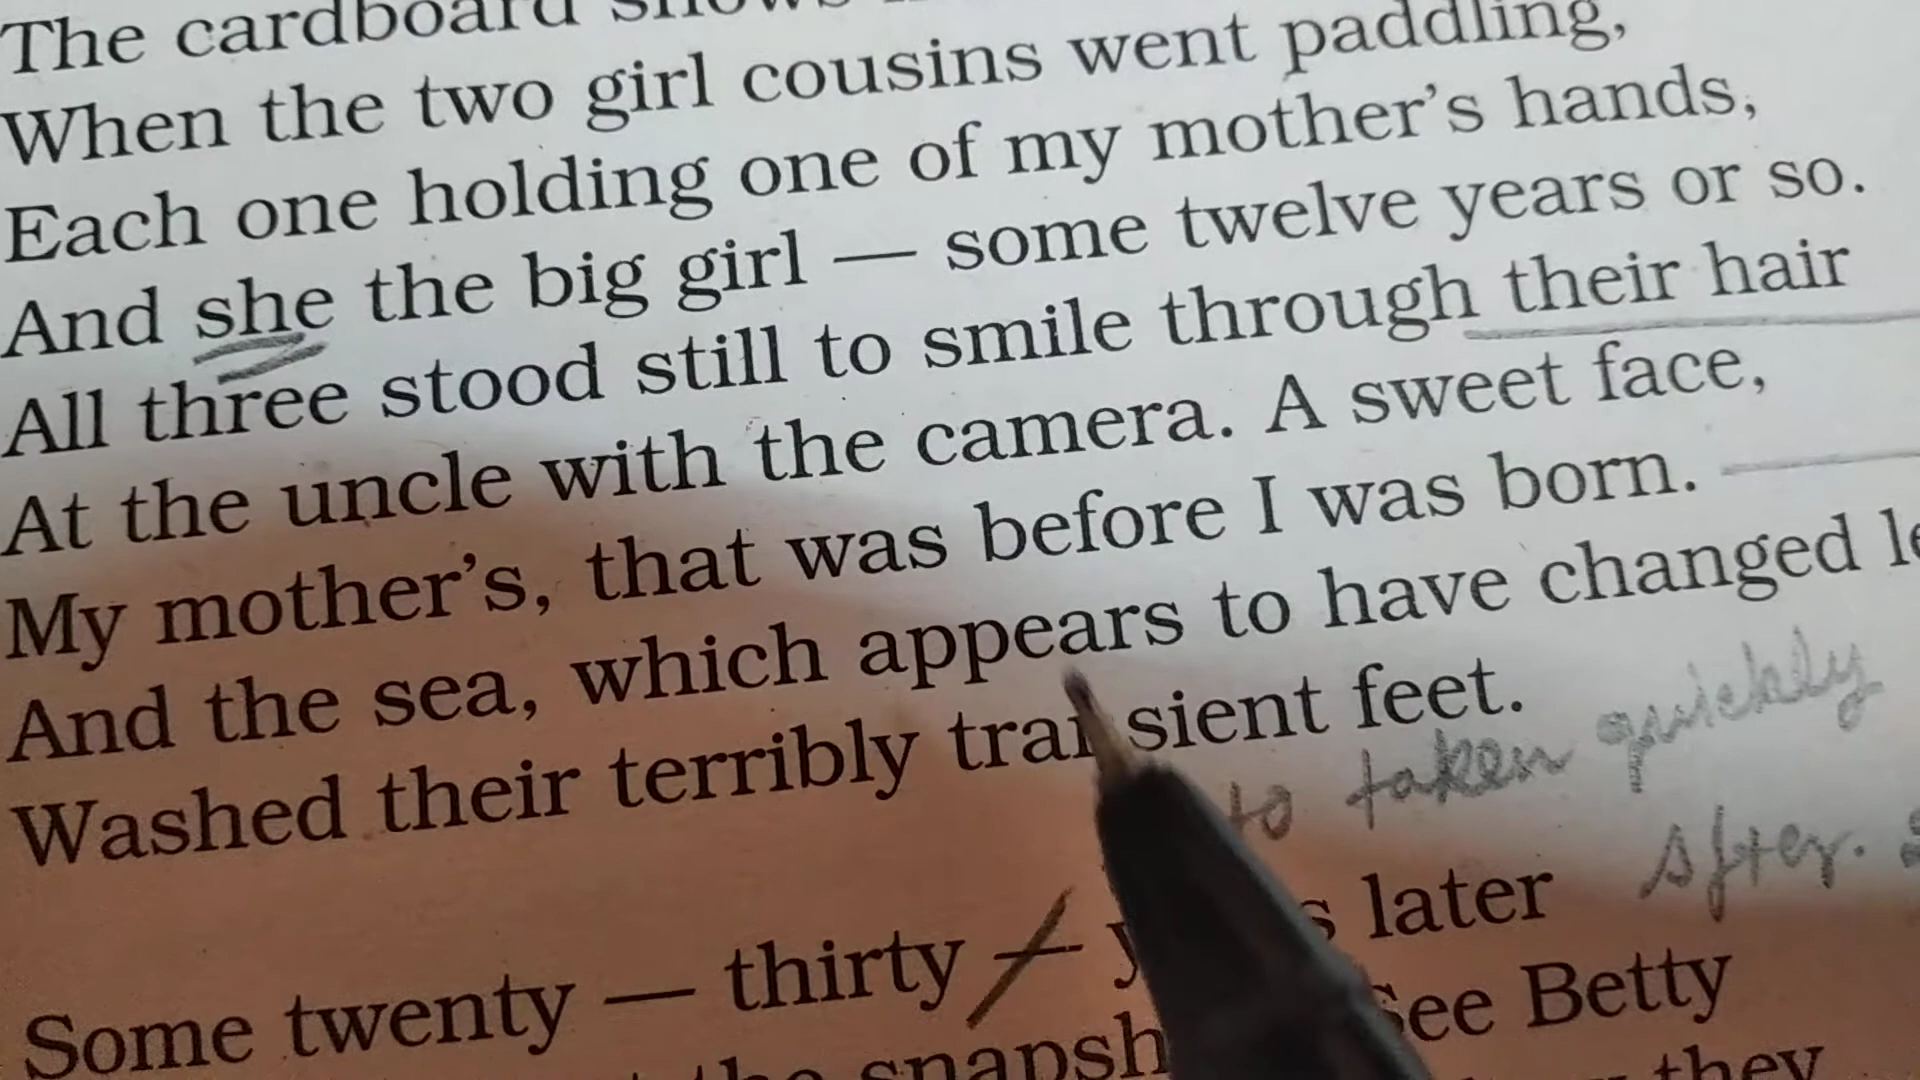 The cardboard shows
When the two girl cousins went paddling,
Each one holding one of my mother's hands,
And she the big girl — some twelve years or so.
All three stood still to smile through their hair
At the uncle with the camera. A sweet face,
My mother's, that was before I was born.
And the sea, which appears to have changed le
Washed their terribly transient feet.
to taken quickly
after.
Some twenty — thirty — years later
the snapsh See Betty
they